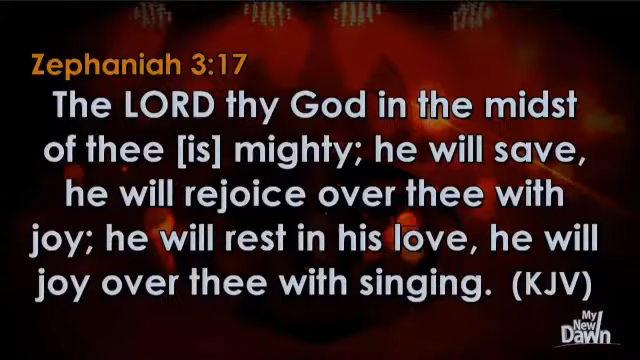 Zephaniah 3:17
The LORD thy God in the midst
of thee [is] mighty; he will save,
he will rejoice over thee with
joy; he will rest in his love, he will
joy over thee with singing. (KJV)
My
New
Dawn